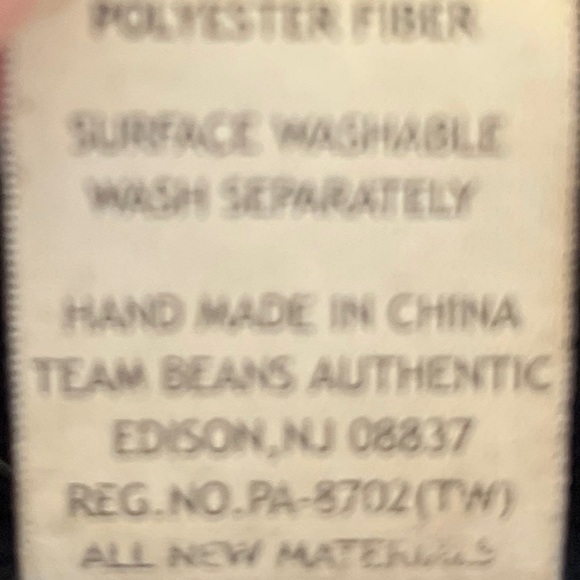 POLYESTER FIBER
SURFACE WASHABLE
WASH SEPARATELY
HAND MADE IN CHINA
TEAM BEANS AUTHENTIC
EDISON,NJ 08837
REG.NO.PA-8702(TW)
ALL NEW MATERIALS